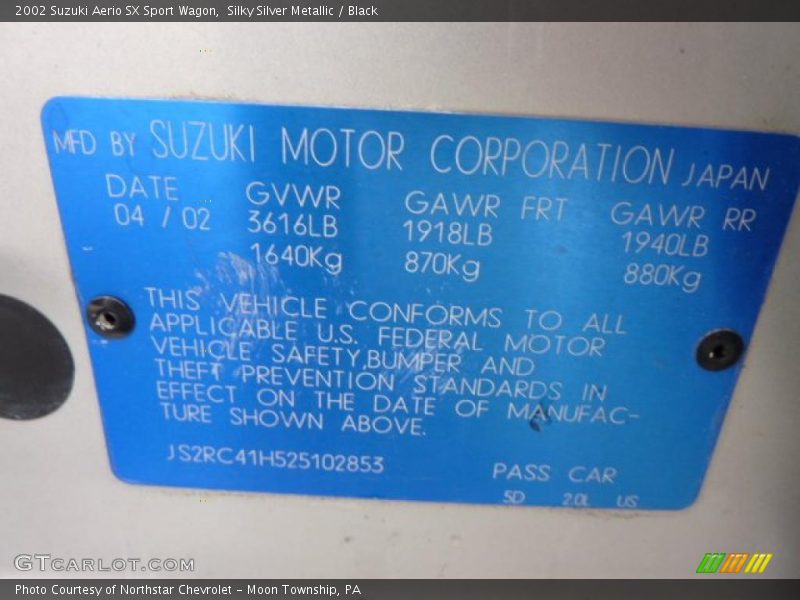 2002 Suzuki Aerio SX Sport Wagon,  Silky Silver Metallic / Black
MFD BY SUZUKI MOTOR CORPORATION JAPAN
DATE GVWR GAWR FRT GAWR RR
04 / 02 3616LB 1918LB 1940LB
1640Kg 870Kg 880Kg
THIS VEHICLE CONFORMS TO ALL
APPLICABLE U.S. FEDERAL MOTOR
VEHICLE SAFETY,BUMPER AND
THEFT PREVENTION STANDARDS IN
EFFECT ON THE DATE OF MANUFAC-
TURE SHOWN ABOVE.
JS2RC41H525102853 PASS CAR
5D 2.0L US
GTcarlot.com
Photo Courtesy of Northstar Chevrolet - Moon Township, PA